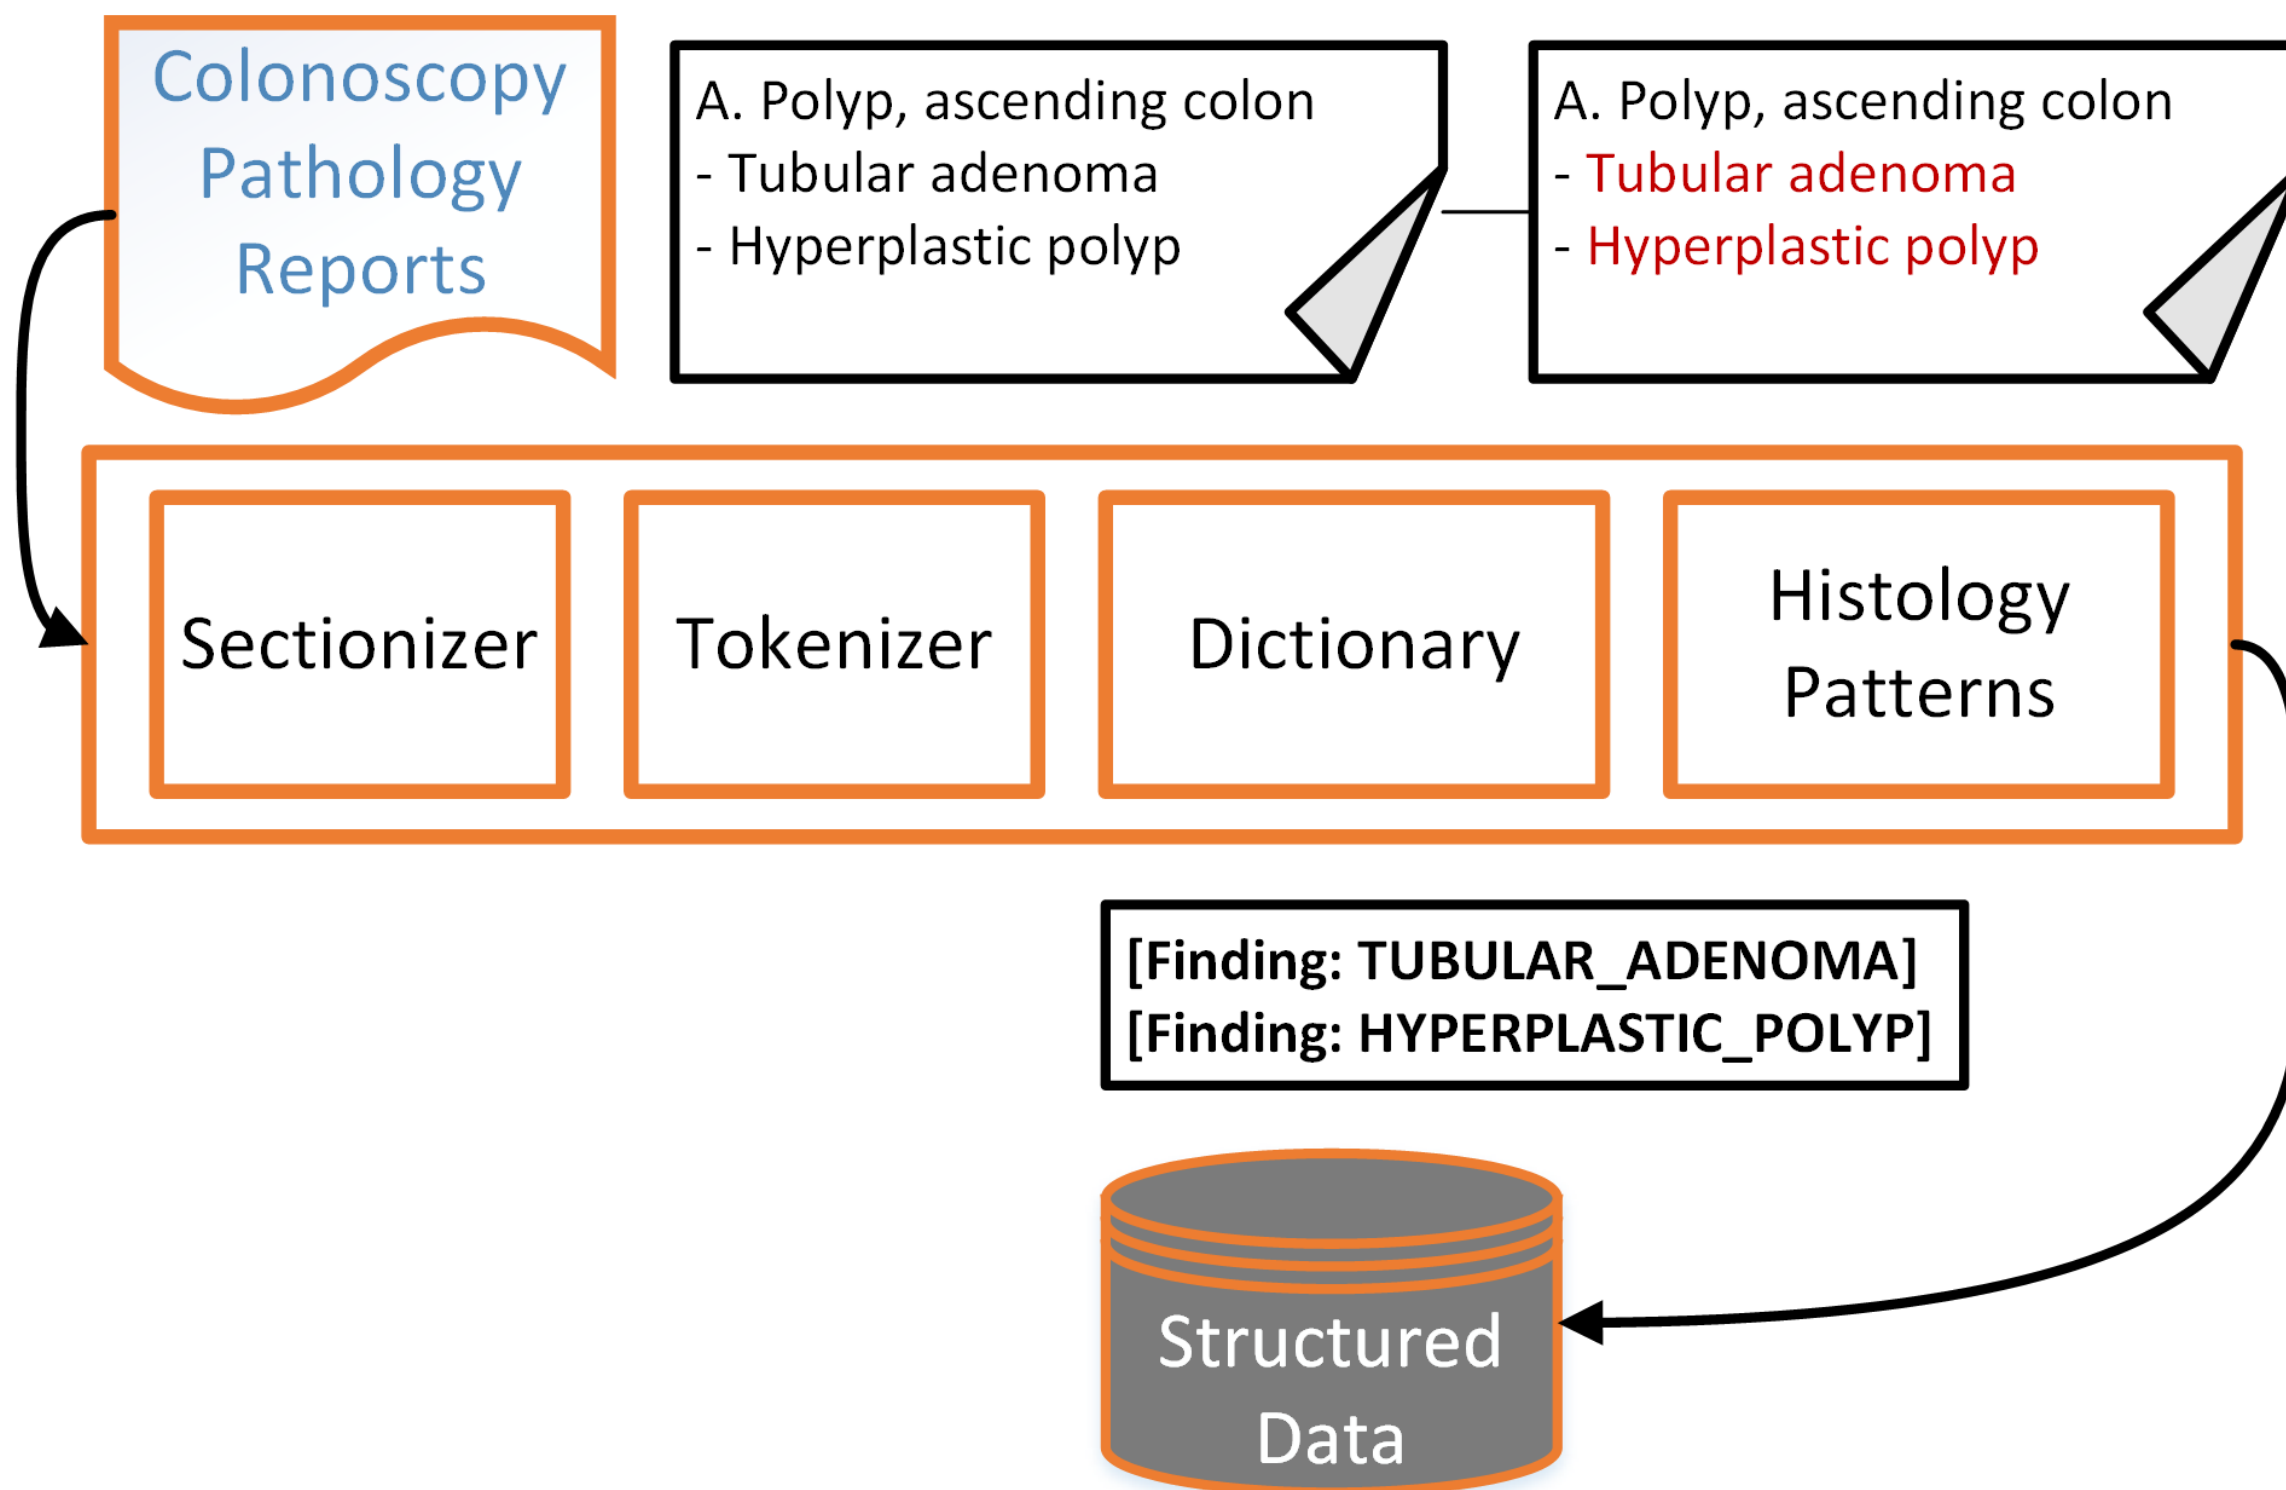 Colonoscopy
Pathology
Reports
A. Polyp, ascending colon
- Tubular adenoma
- Hyperplastic polyp
A. Polyp, ascending colon
- Tubular adenoma
- Hyperplastic polyp
Sectionizer
Tokenizer
Dictionary
Histology
Patterns
[Finding: TUBULAR_ADENOMA]
[Finding: HYPERPLASTIC_POLYP]
Structured
Data